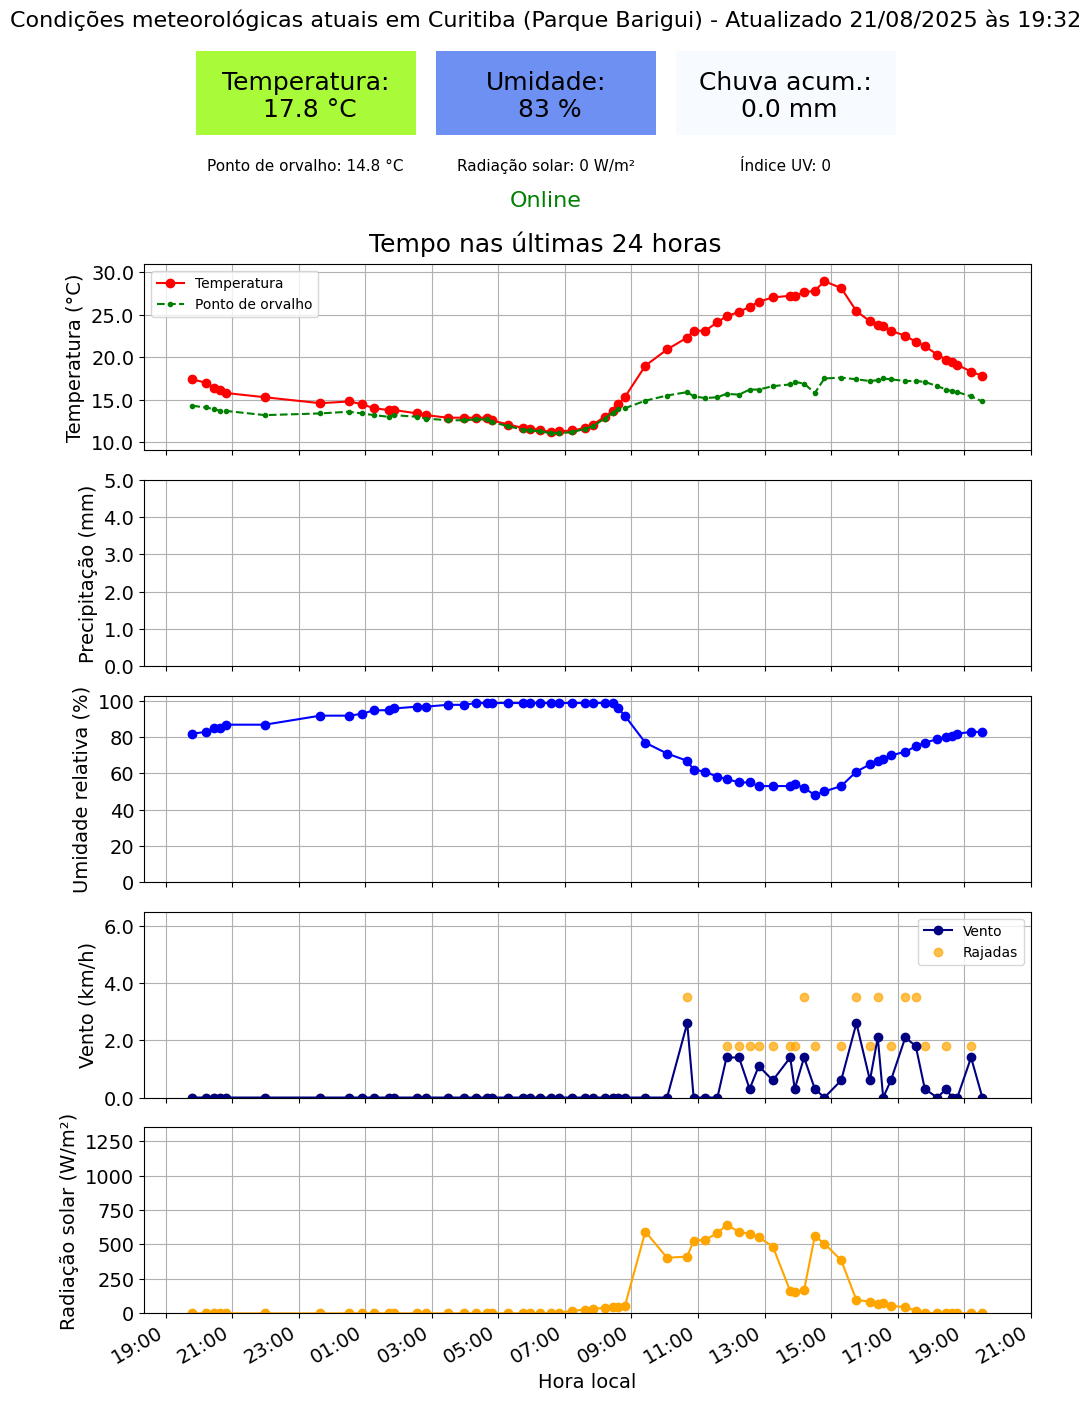 Condições meteorológicas atuais em Curitiba (Parque Barigui) - Atualizado 21/08/2025 às 19:32
Temperatura:
17.8 °C
Umidade:
83 %
Chuva acum.:
0.0 mm
Ponto de orvalho: 14.8 °C
Radiação solar: 0 W/m²
Índice UV: 0
Online
Tempo nas últimas 24 horas
Temperatura (°C)
30.0
25.0
20.0
15.0
10.0
Temperatura
Ponto de orvalho
Precipitação (mm)
5.0
4.0
3.0
2.0
1.0
0.0
Umidade relativa (%)
100
80
60
40
20
0
Vento (km/h)
6.0
4.0
2.0
0.0
Vento
Rajadas
Radiação solar (W/m²)
1250
1000
750
500
250
0
19:00
21:00
23:00
01:00
03:00
05:00
07:00
09:00
11:00
13:00
15:00
17:00
19:00
21:00
Hora local